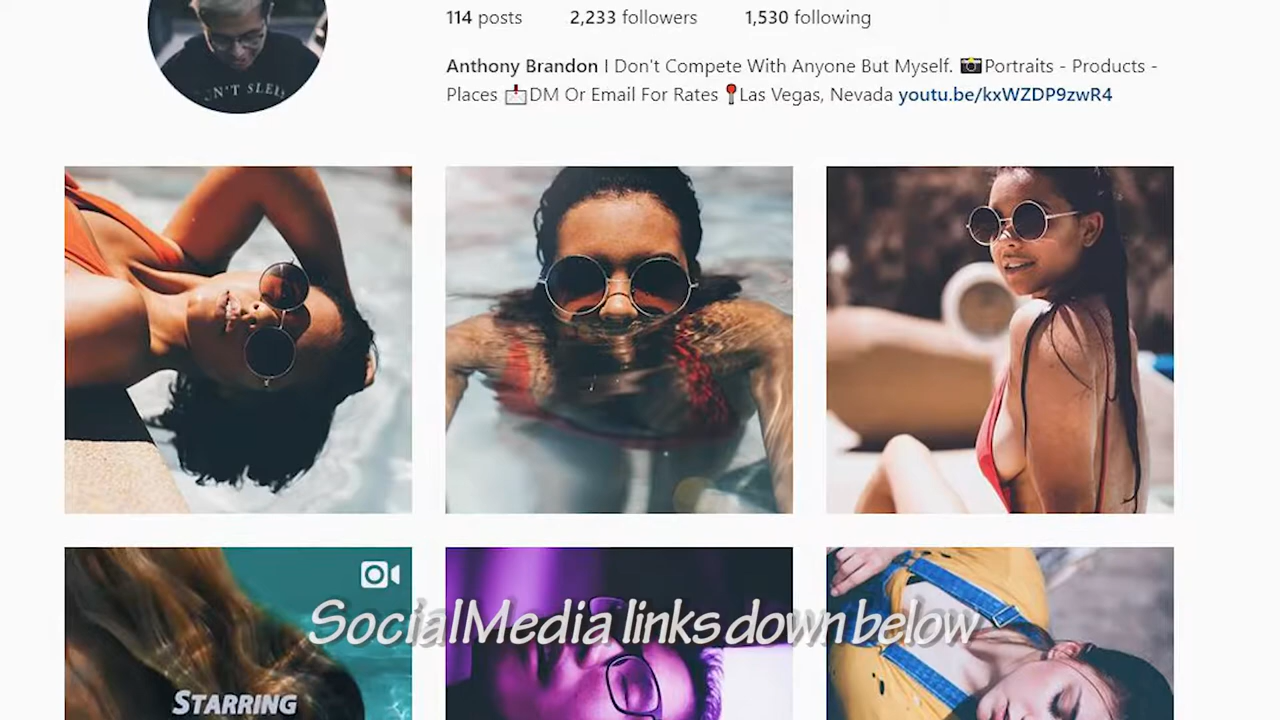 114 posts 2,233 followers 1,530 following
Anthony Brandon I Don't Compete With Anyone But Myself. 📸Portraits - Products -
Places 📩DM Or Email For Rates 📍Las Vegas, Nevada youtu.be/kxWZDP9zwR4
SocialMedia links down below
STARRING